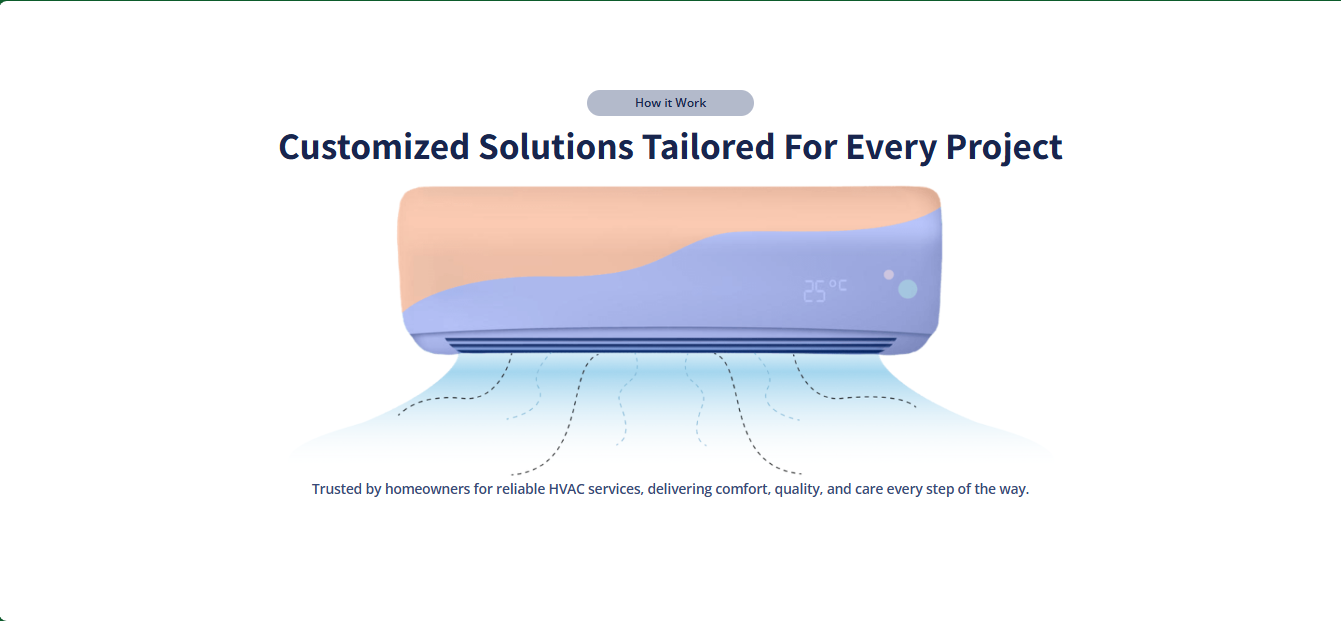 How it Work
Customized Solutions Tailored For Every Project
25°C
Trusted by homeowners for reliable HVAC services, delivering comfort, quality, and care every step of the way.